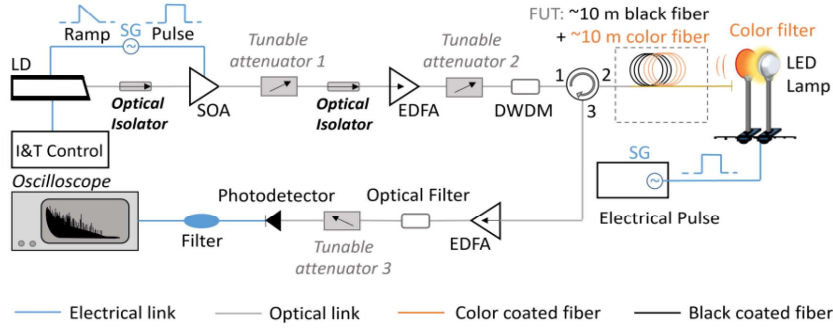 SG
Ramp Pulse
LD
Tunable
attenuator 1
Tunable
attenuator 2
FUT: ~10 m black fiber
+ ~10 m color fiber
Color filter
LED
Lamp
Optical
Isolator
SOA
Optical
Isolator
EDFA
DWDM
1
2
3
I&T Control
SG
Electrical Pulse
Oscilloscope
Filter
Photodetector
Tunable
attenuator 3
Optical Filter
EDFA
Electrical link
Optical link
Color coated fiber
Black coated fiber